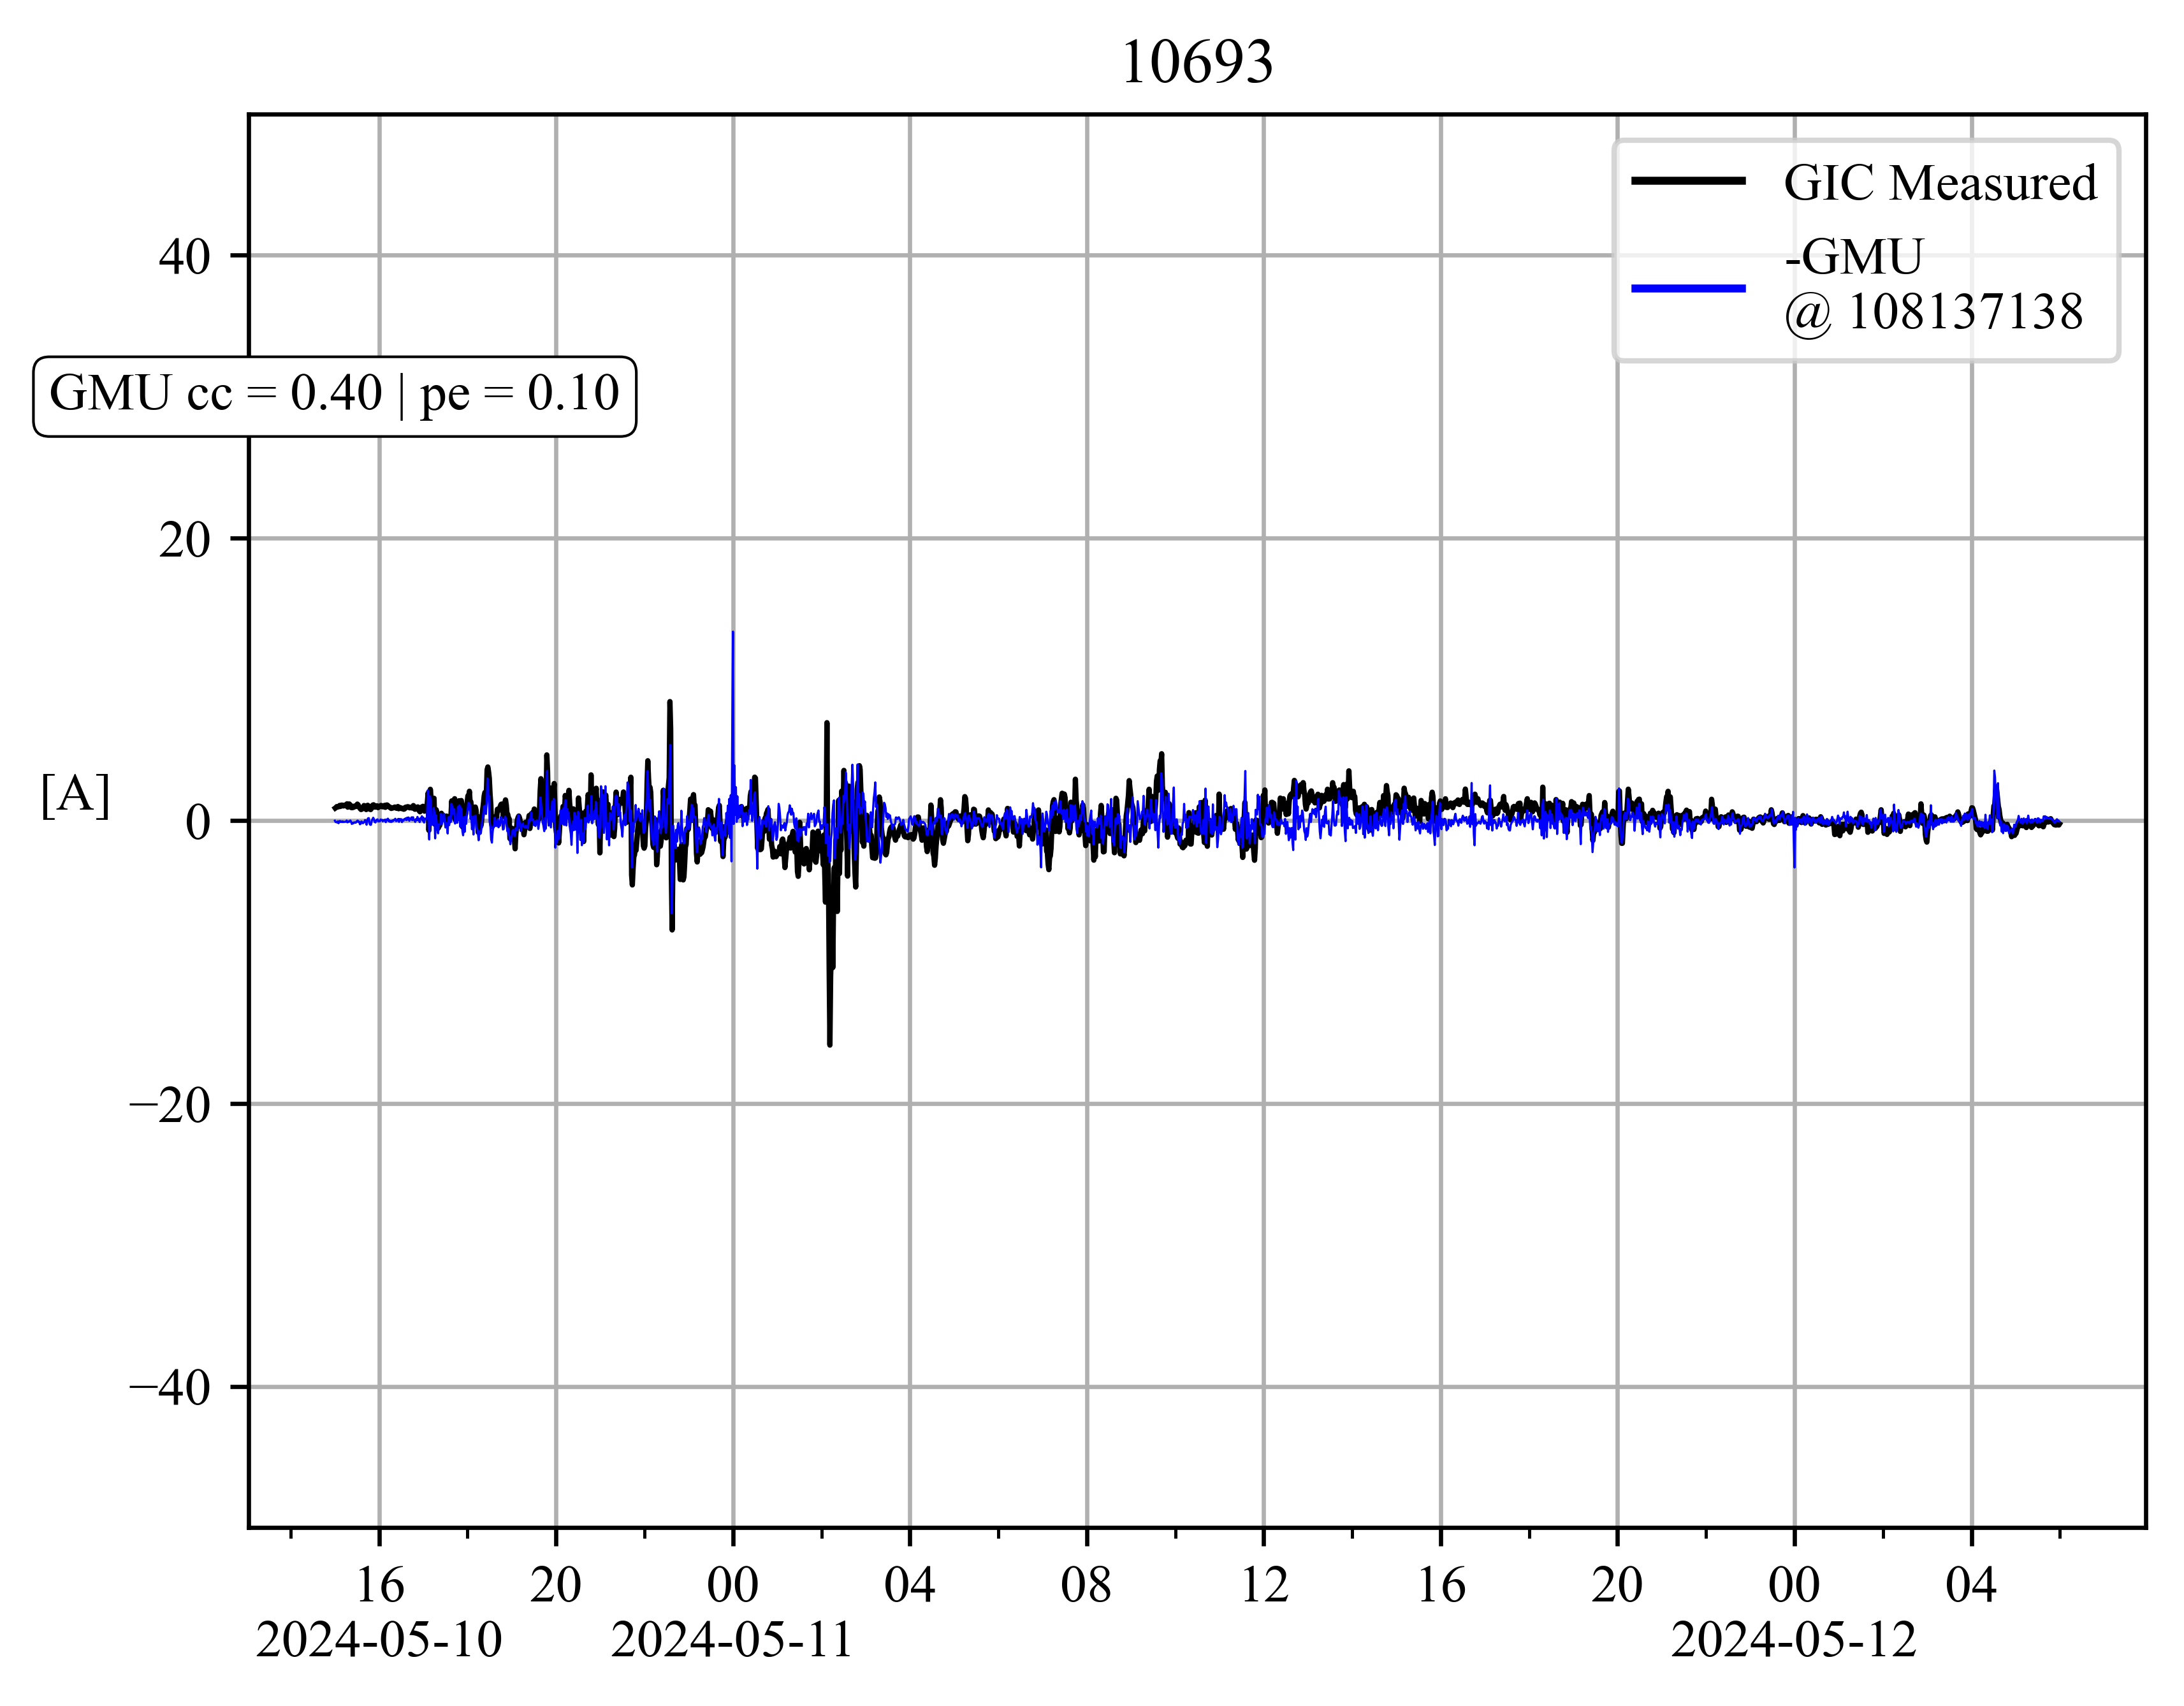 10693
GIC Measured
-GMU
@ 108137138
GMU cc = 0.40 | pe = 0.10
40
20
[A]
0
−20
−40
16 20 00 04 08 12 16 20 00 04
2024-05-10 2024-05-11 2024-05-12